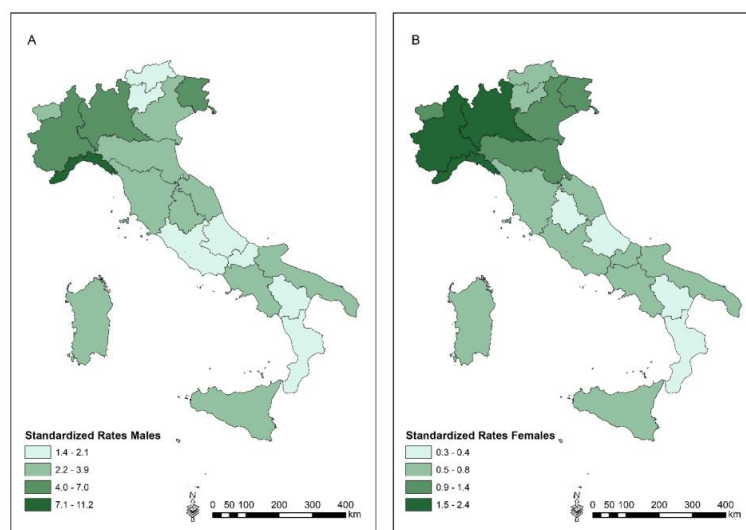 A
Standardized Rates Males
1.4 - 2.1
2.2 - 3.9
4.0 - 7.0
7.1 - 11.2
N
0 50 100 200 300 400
km
B
Standardized Rates Females
0.3 - 0.4
0.5 - 0.8
0.9 - 1.4
1.5 - 2.4
N
0 50 100 200 300 400
km